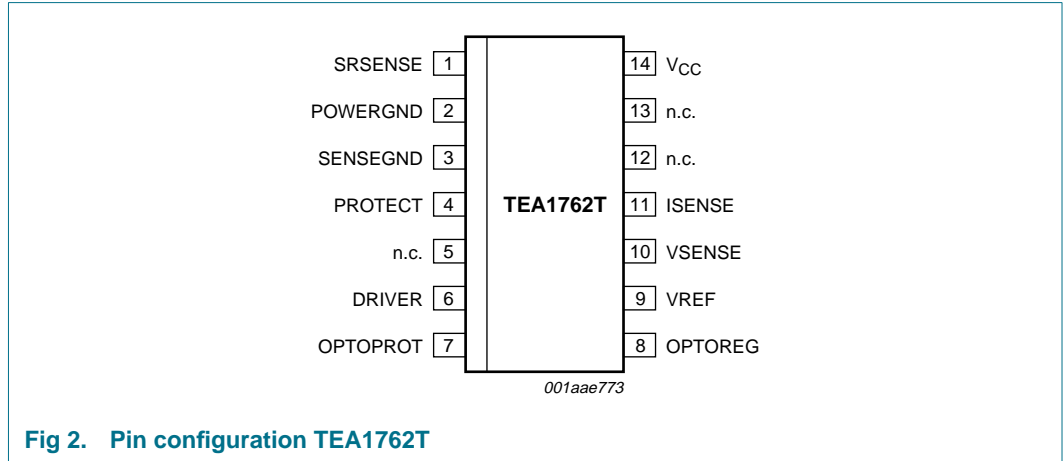 SRSENSE 1 14 VCC
POWERGND 2 13 n.c.
SENSEGND 3 12 n.c.
PROTECT 4 TEA1762T 11 ISENSE
n.c. 5 10 VSENSE
DRIVER 6 9 VREF
OPTOPROT 7 8 OPTOREG
001aae773
Fig 2. Pin configuration TEA1762T